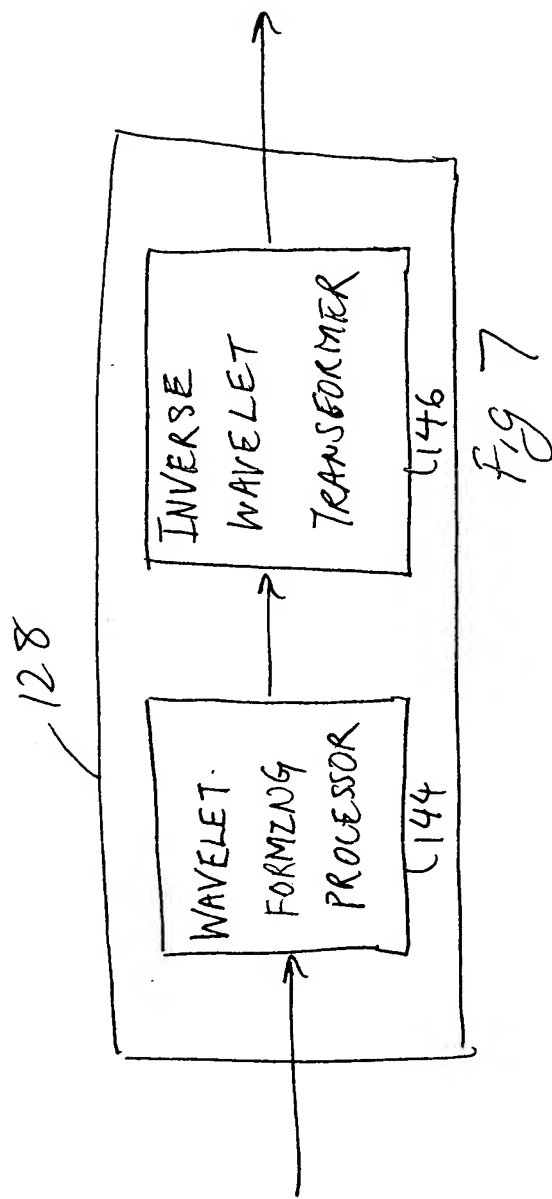 128
WAVELET.
FORMING
PROCESSOR
144
INVERSE
WAVELET
TRANSFORMER
146
Fig 7